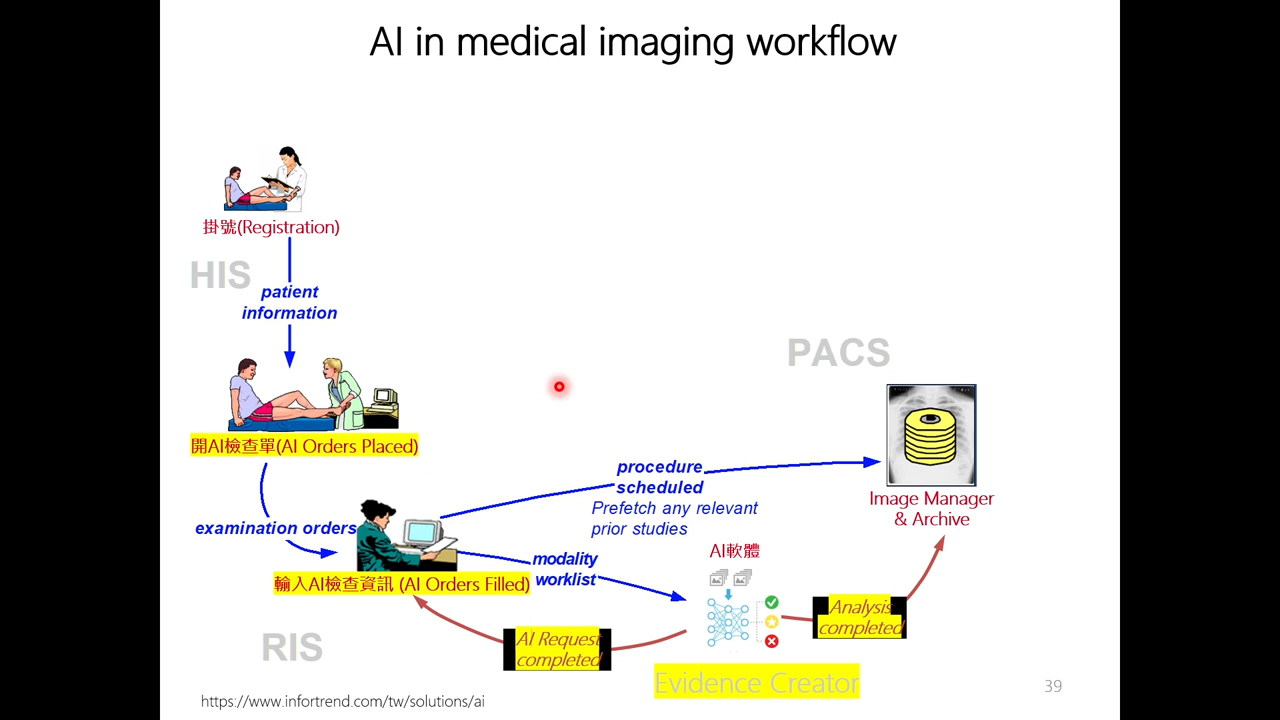 AI in medical imaging workflow
掛號(Registration)
HIS
patient
information
PACS
開AI檢查單(AI Orders Placed)
procedure
scheduled
Prefetch any relevant
prior studies
Image Manager
& Archive
examination orders
AI軟體
modality
worklist
輸入AI檢查資訊 (AI Orders Filled)
Analysis
completed
AI Request
completed
RIS
Evidence Creator
https://www.infortrend.com/tw/solutions/ai
39